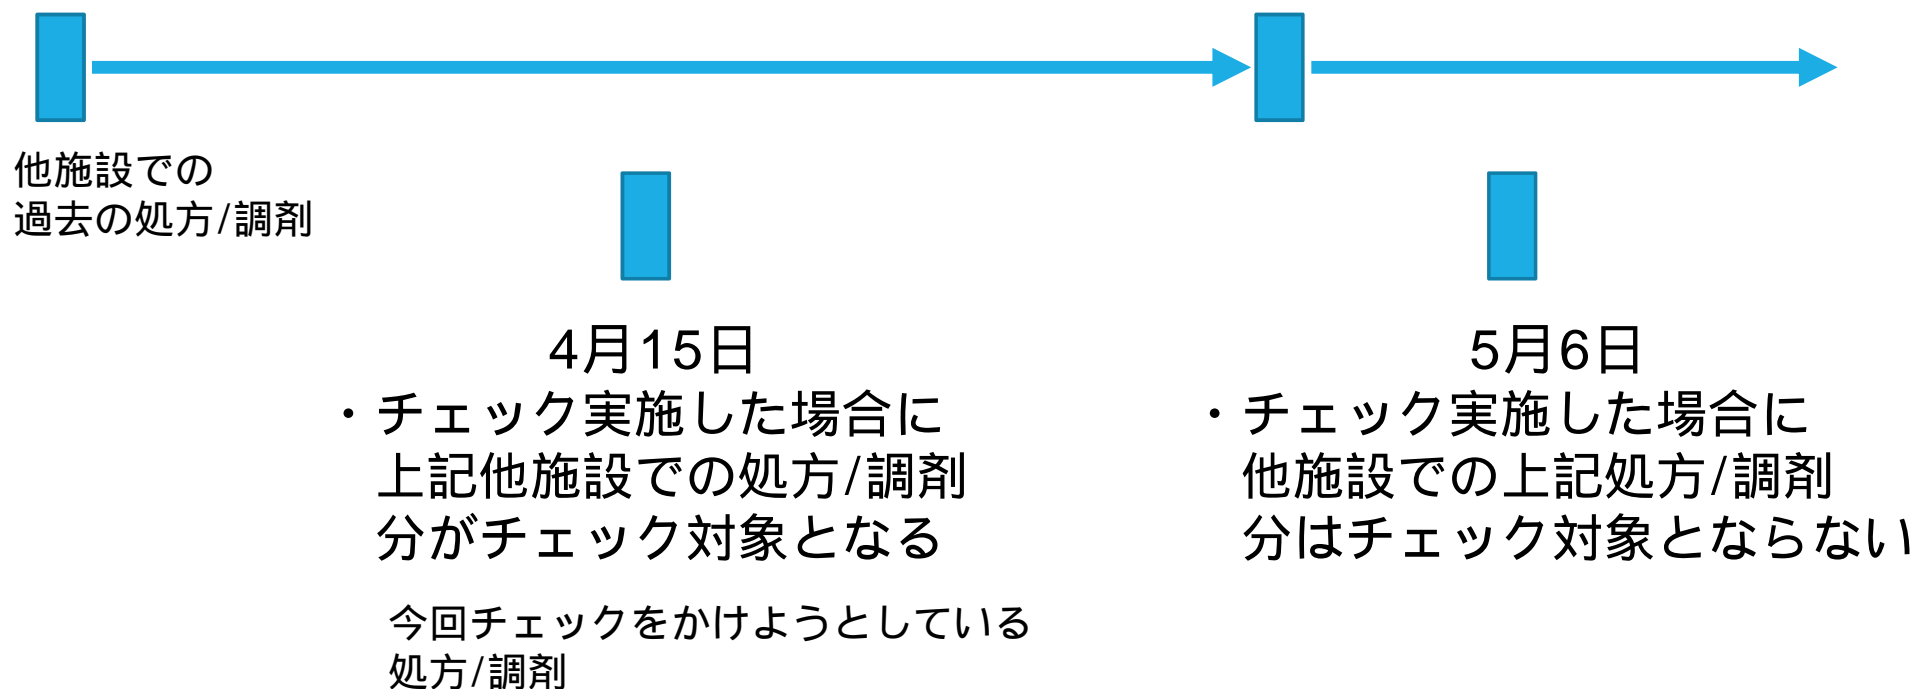 他施設での
過去の処方/調剤
4月15日
・チェック実施した場合に
上記他施設での処方/調剤
分がチェック対象となる
今回チェックをかけようとしている
処方/調剤
5月6日
・チェック実施した場合に
他施設での上記処方/調剤
分はチェック対象とならない